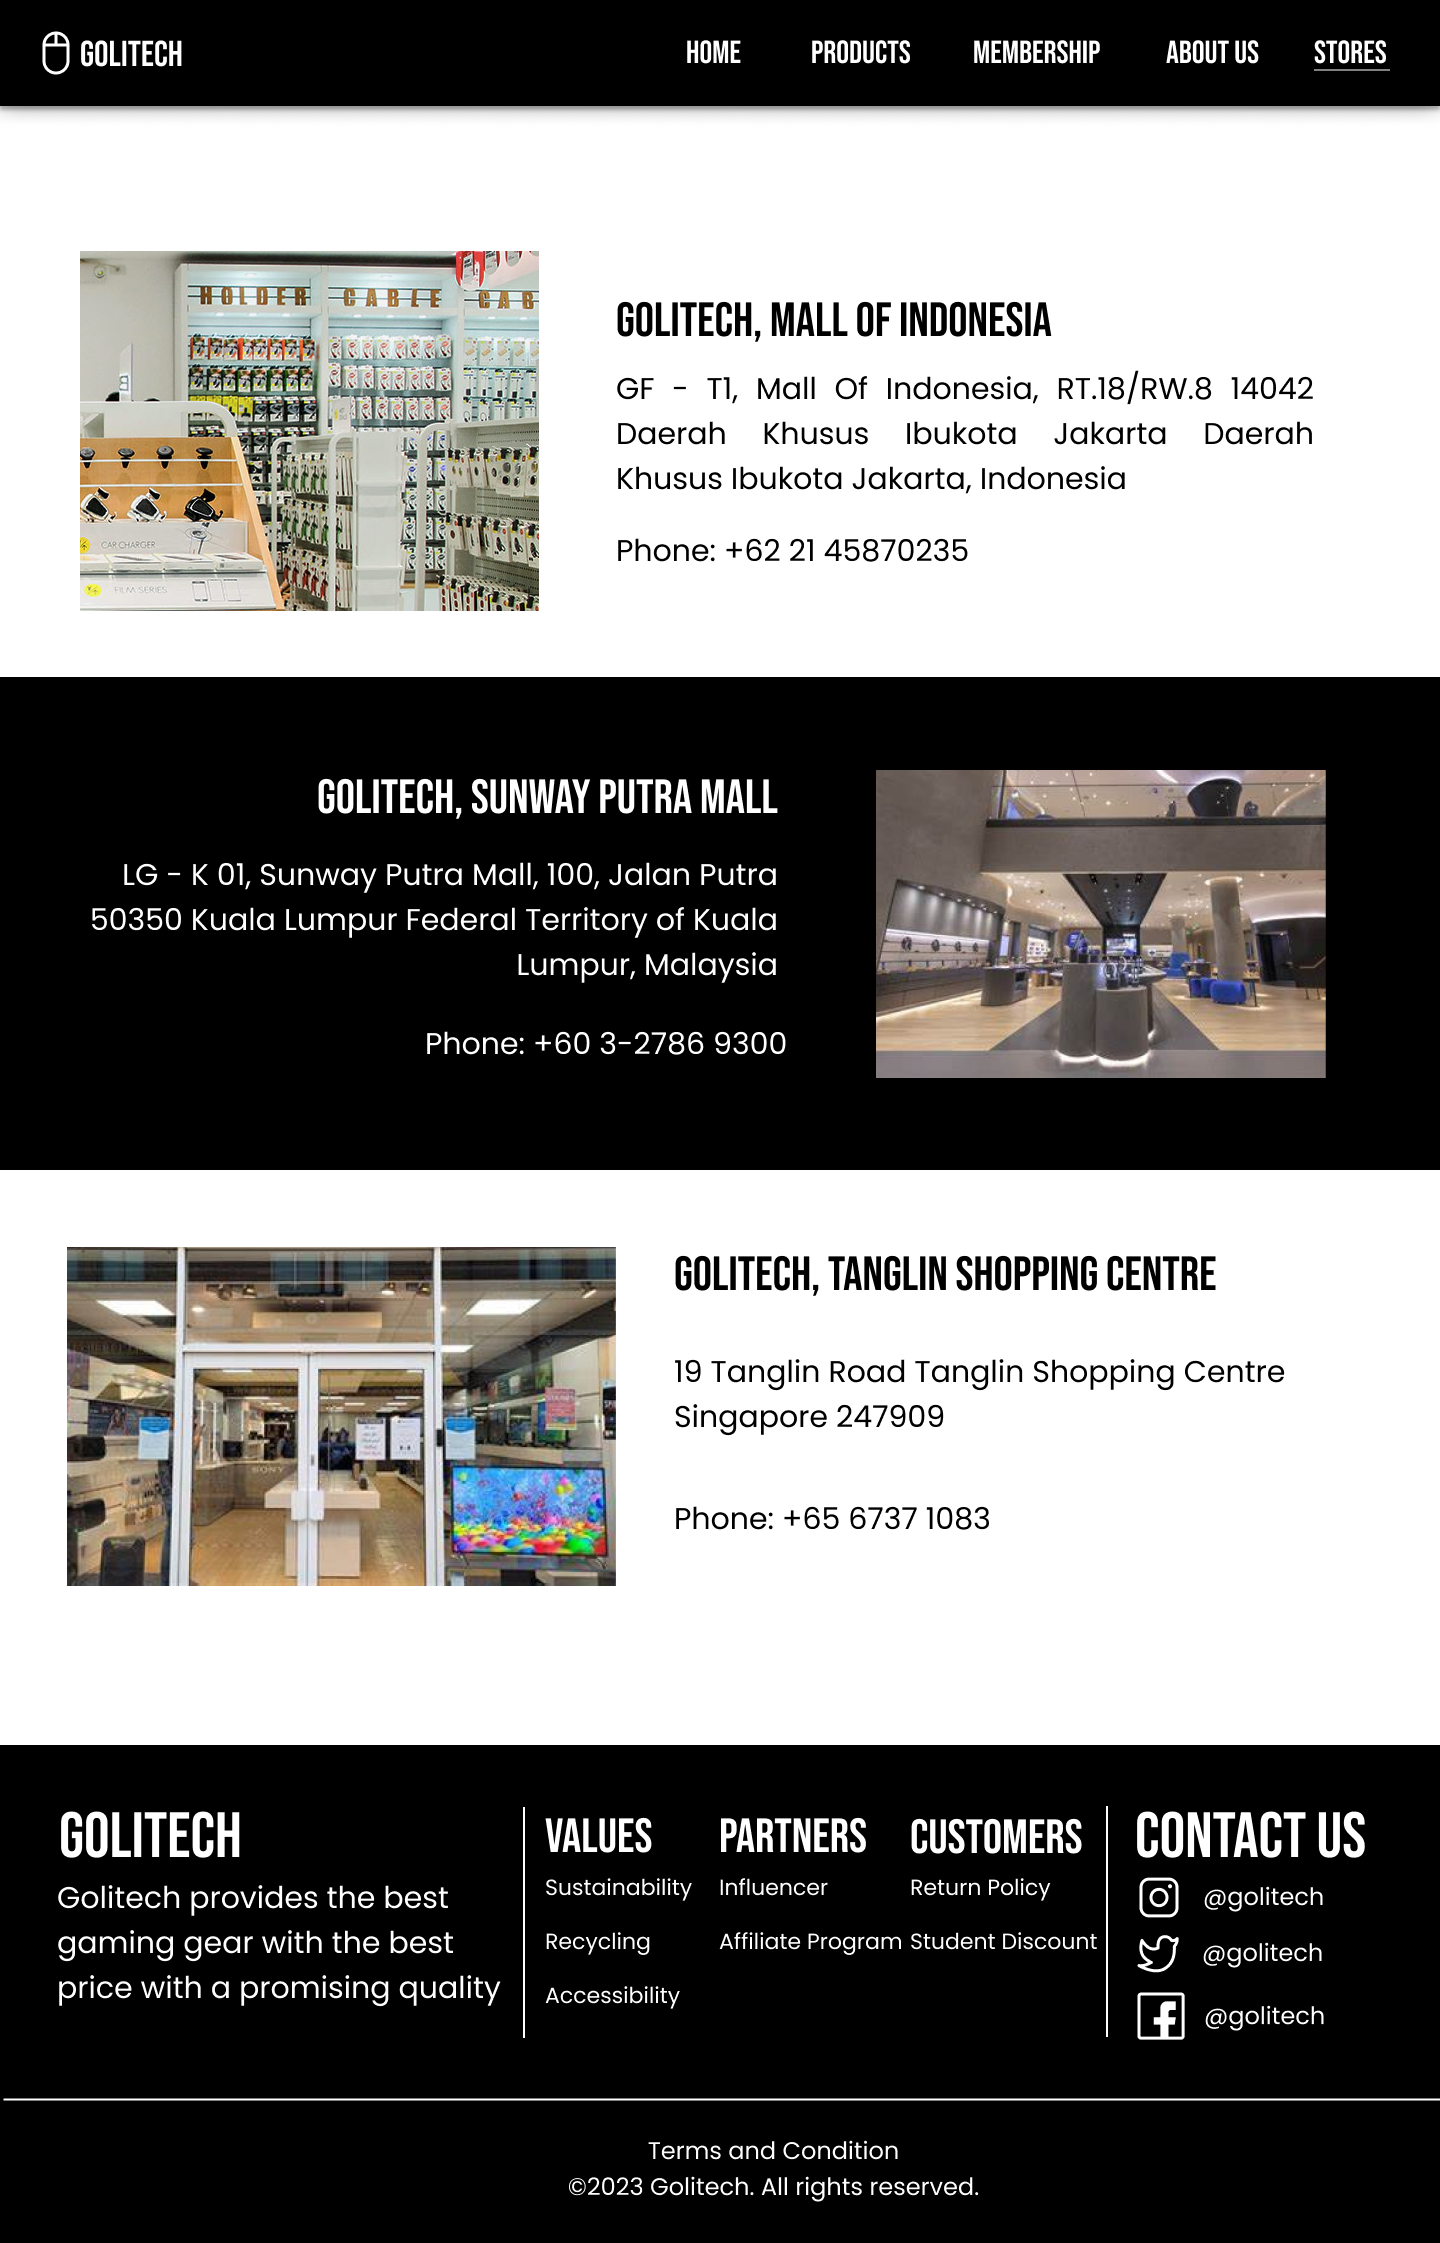 GOLITECH
HOME PRODUCTS MEMBERSHIP ABOUT US STORES
HOLDER CABLE CAB
CAR CHARGER
FILM SERIES
GOLITECH, MALL OF INDONESIA
GF - T1, Mall Of Indonesia, RT.18/RW.8 14042
Daerah Khusus Ibukota Jakarta Daerah
Khusus Ibukota Jakarta, Indonesia
Phone: +62 21 45870235
GOLITECH, SUNWAY PUTRA MALL
LG - K 01, Sunway Putra Mall, 100, Jalan Putra
50350 Kuala Lumpur Federal Territory of Kuala
Lumpur, Malaysia
Phone: +60 3-2786 9300
SONY
GOLITECH, TANGLIN SHOPPING CENTRE
19 Tanglin Road Tanglin Shopping Centre
Singapore 247909
Phone: +65 6737 1083
GOLITECH
Golitech provides the best
gaming gear with the best
price with a promising quality
VALUES
Sustainability
Recycling
Accessibility
PARTNERS
Influencer
Affiliate Program
CUSTOMERS
Return Policy
Student Discount
CONTACT US
@golitech
@golitech
@golitech
Terms and Condition
©2023 Golitech. All rights reserved.